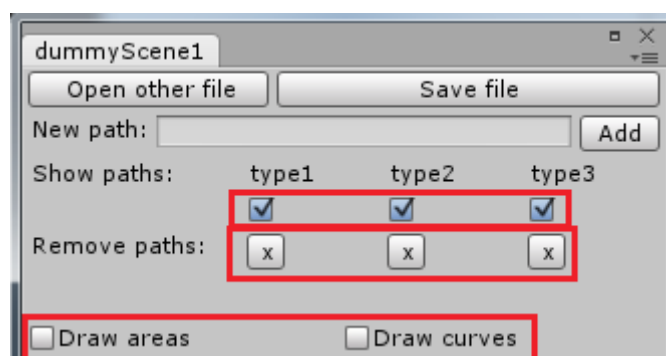 dummyScene1
Open other file Save file
New path: Add
Show paths: type1 type2 type3
Remove paths: x x x
Draw areas Draw curves